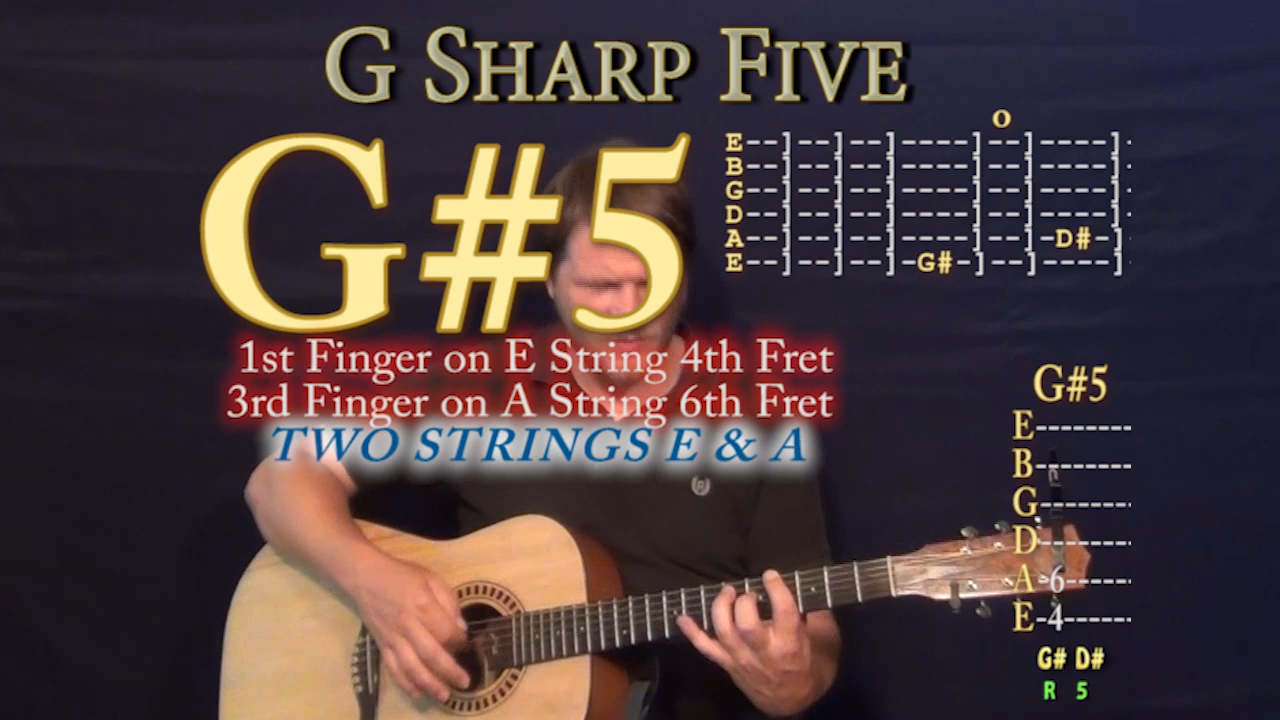 G SHARP FIVE
G#5
1st Finger on E String 4th Fret
3rd Finger on A String 6th Fret
TWO STRINGS E & A
O
E--]--]--]----]--]----]-
B--]--]--]----]--]----]-
G--]--]--]----]--]----]-
D--]--]--]----]--]----]-
A--]--]--]----]--]-D#-]-
E--]--]--]-G#-]--]----]
G#5
E--------
B--------
G--------
D--------
A-6------
E-4------
G# D#
R 5